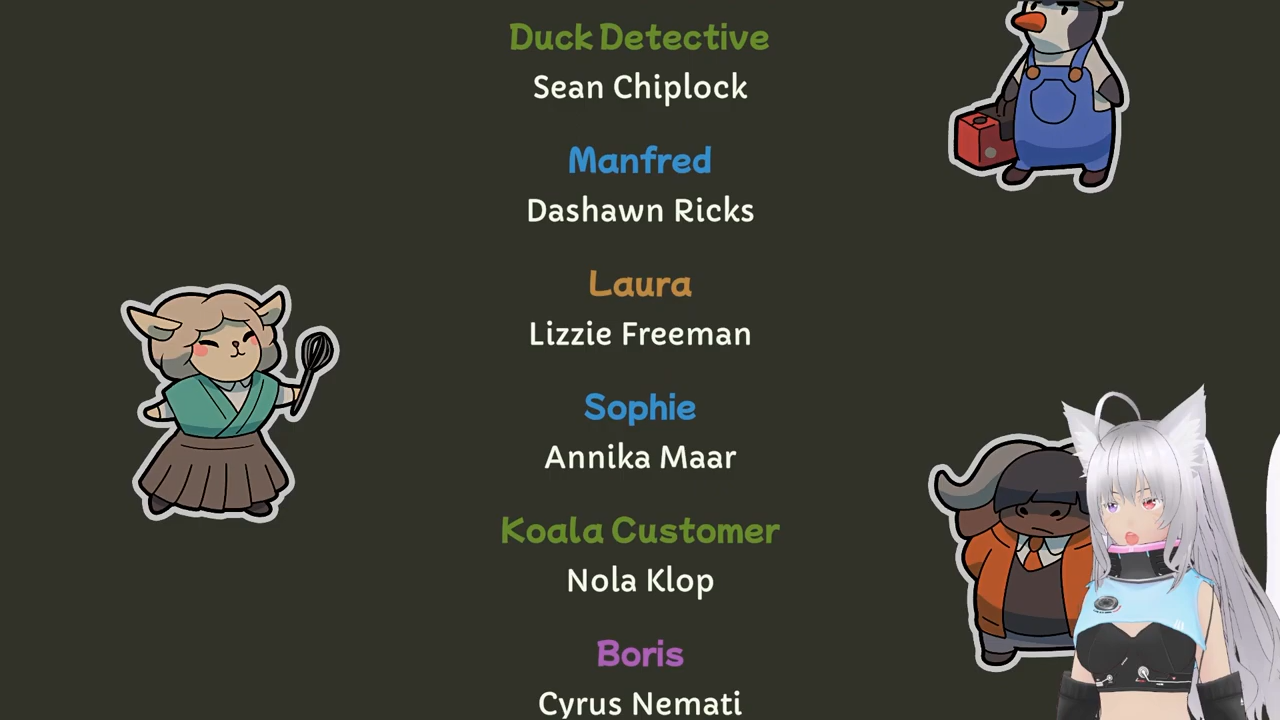 Duck Detective
Sean Chiplock
Manfred
Dashawn Ricks
Laura
Lizzie Freeman
Sophie
Annika Maar
Koala Customer
Nola Klop
Boris
Cyrus Nemati